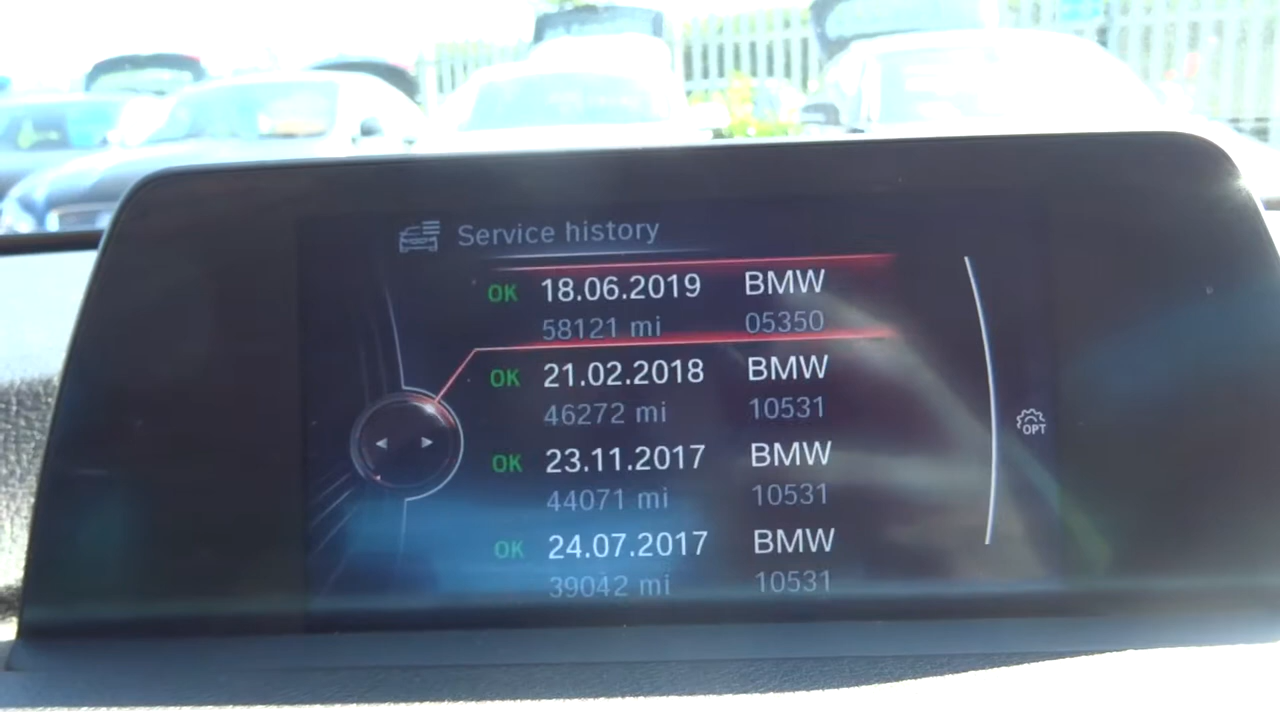 Service history
OK 18.06.2019 BMW
58121 mi 05350
OK 21.02.2018 BMW
46272 mi 10531
OK 23.11.2017 BMW
44071 mi 10531
OPT
OK 24.07.2017 BMW
39042 mi 10531